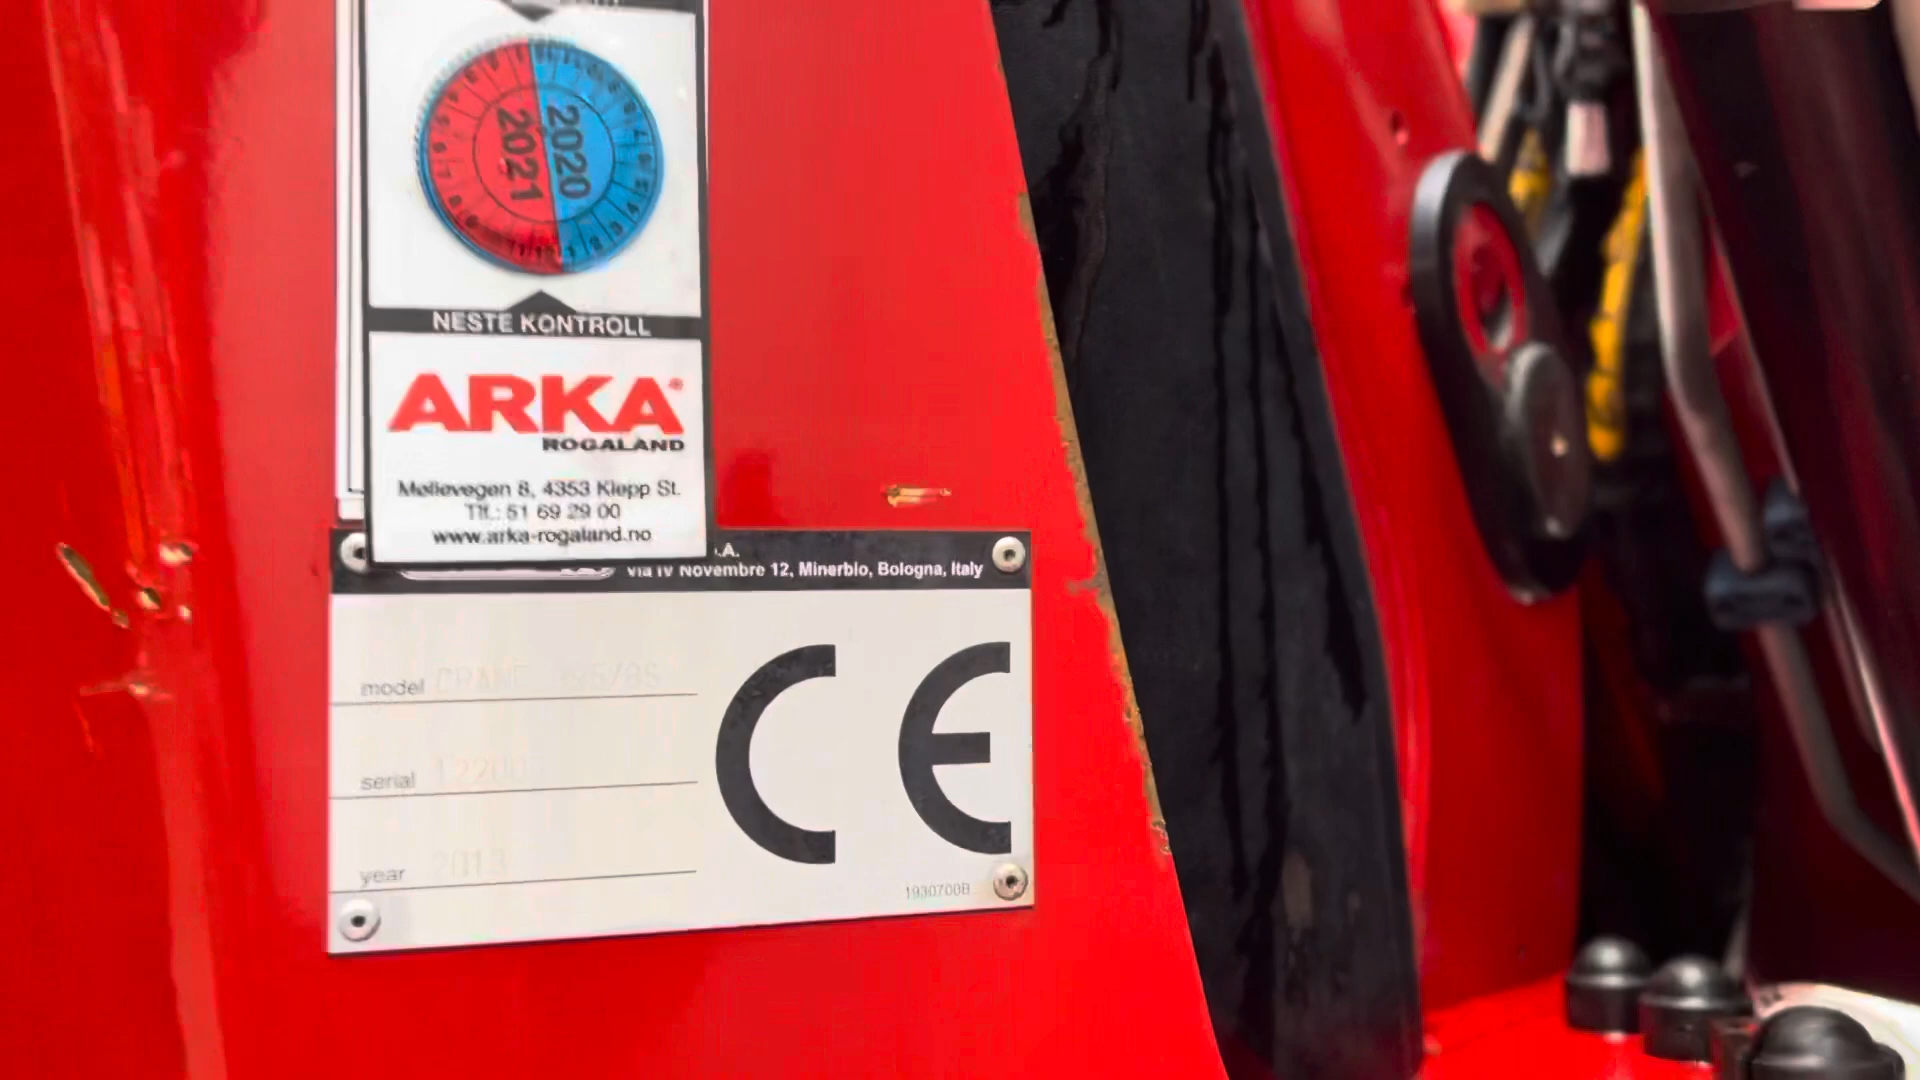 2020
2021
NESTE KONTROLL
ARKA®
ROGALAND
Møllevegen 8, 4353 Klepp St.
Tlf.: 51 69 29 00
www.arka-rogaland.no
.A.
Via IV Novembre 12, Minerbio, Bologna, Italy
model
serial
year 2013
CE
1930700B